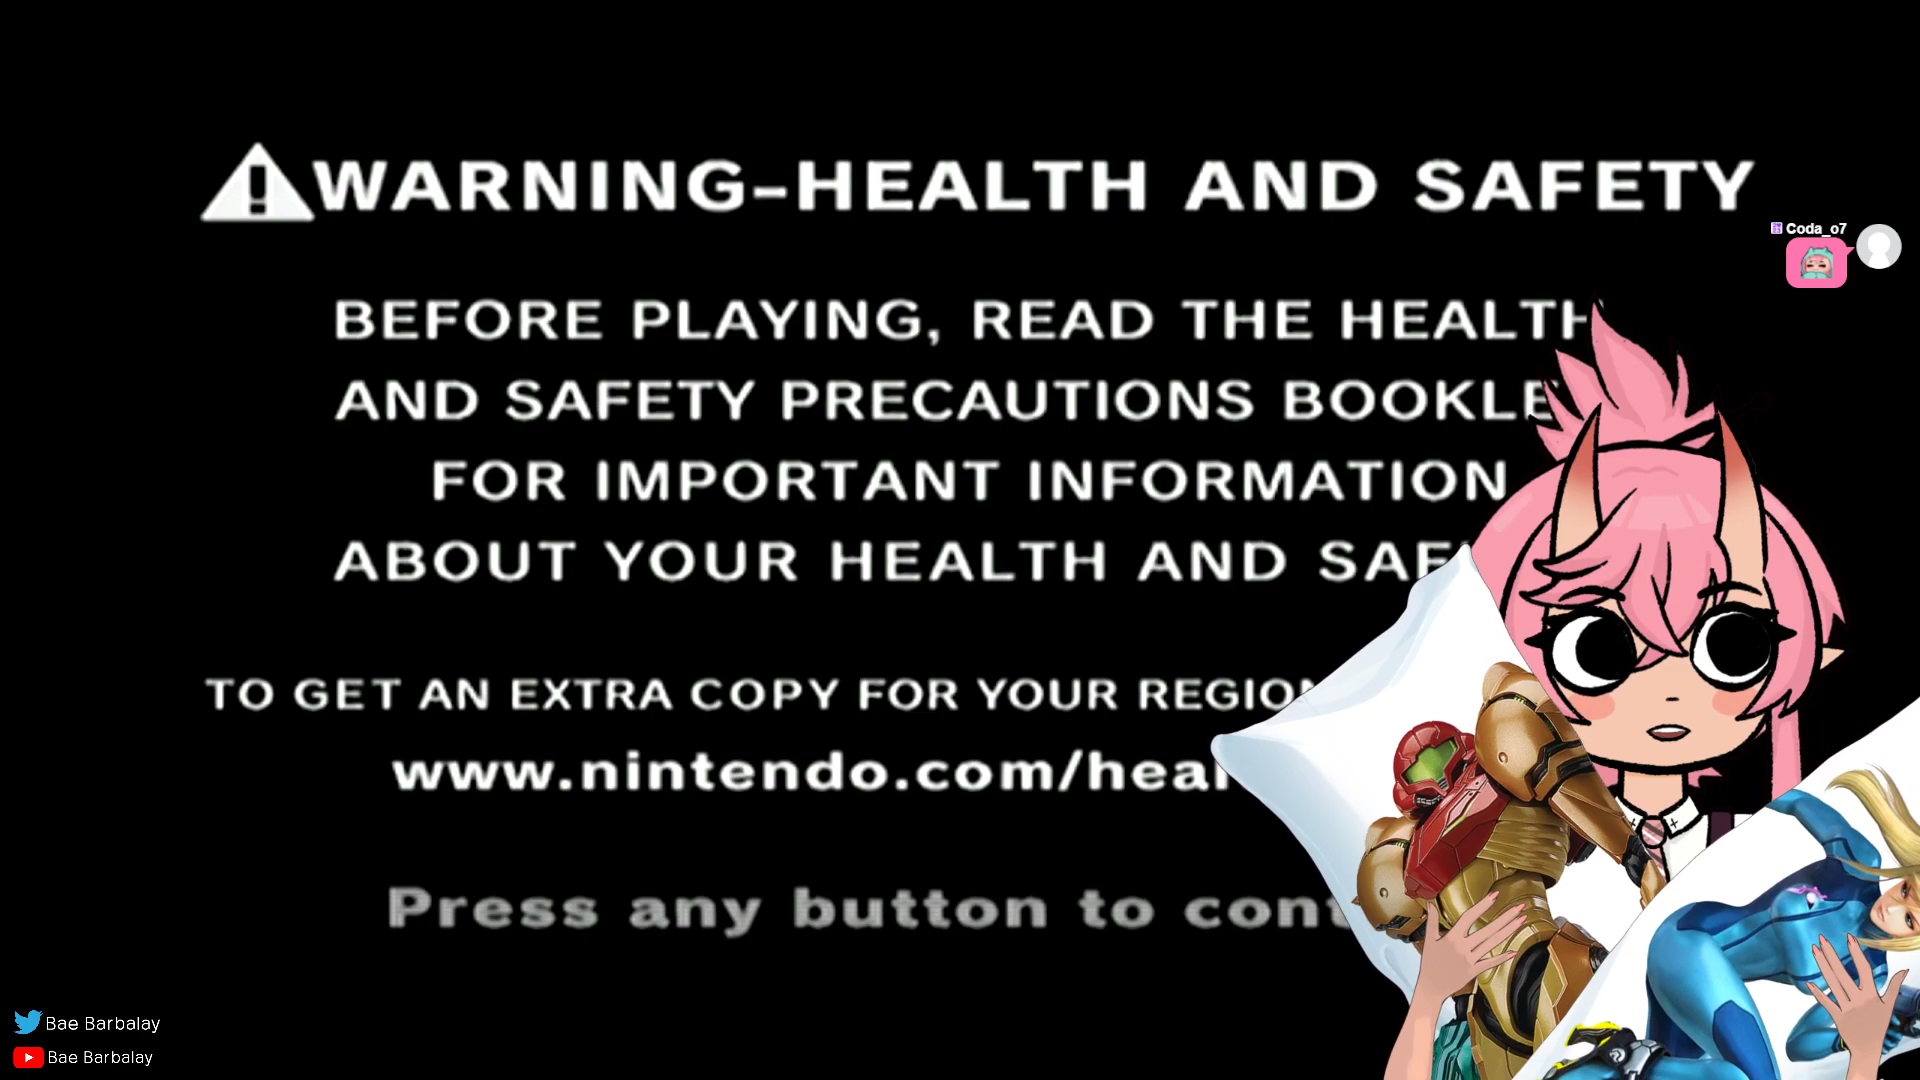 WARNING-HEALTH AND SAFETY
Coda_o7
BEFORE PLAYING, READ THE HEALTH
AND SAFETY PRECAUTIONS BOOKLE
FOR IMPORTANT INFORMATION
ABOUT YOUR HEALTH AND SAF
TO GET AN EXTRA COPY FOR YOUR REGION
www.nintendo.com/heal
Press any button to cont
Bae Barbalay
Bae Barbalay